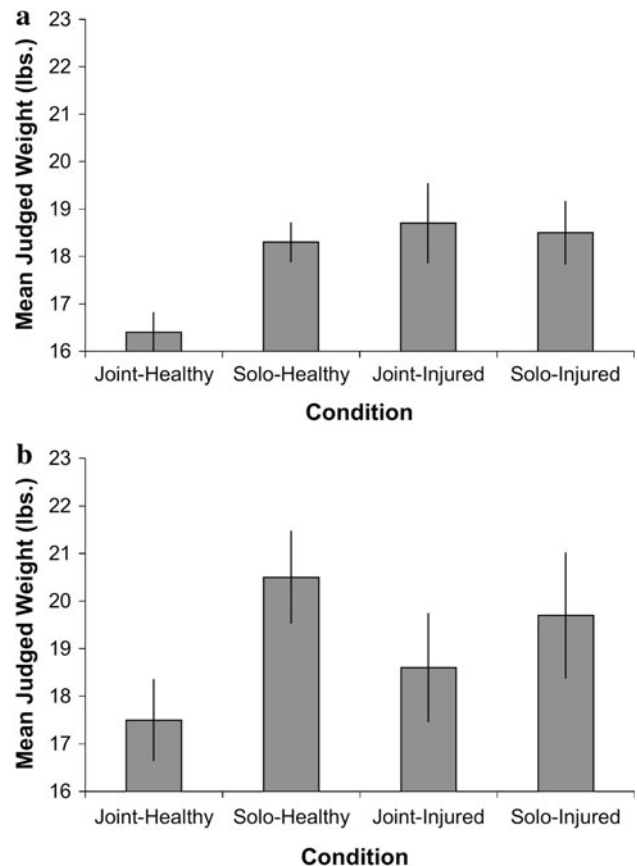 a
Mean Judged Weight (lbs.)
23
22
21
20
19
18
17
16
Joint-Healthy Solo-Healthy Joint-Injured Solo-Injured
Condition
b
Mean Judged Weight (lbs.)
23
22
21
20
19
18
17
16
Joint-Healthy Solo-Healthy Joint-Injured Solo-Injured
Condition